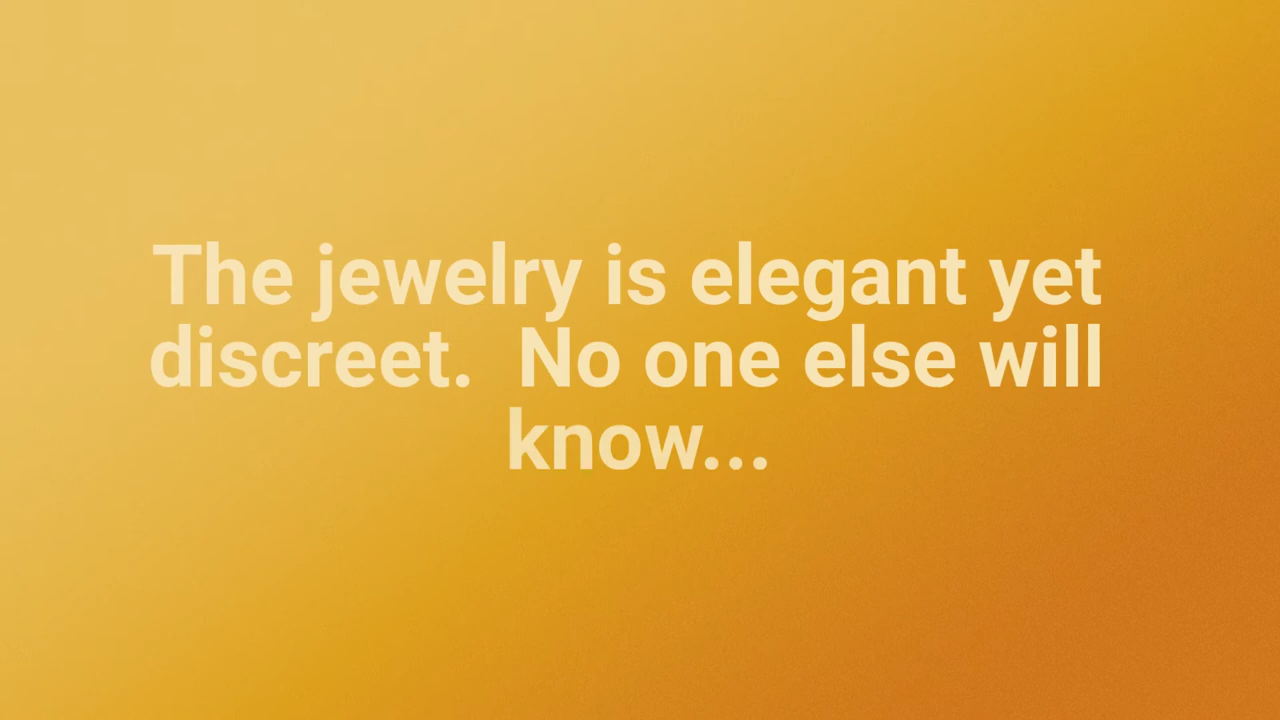 The jewelry is elegant yet
discreet.  No one else will
know...